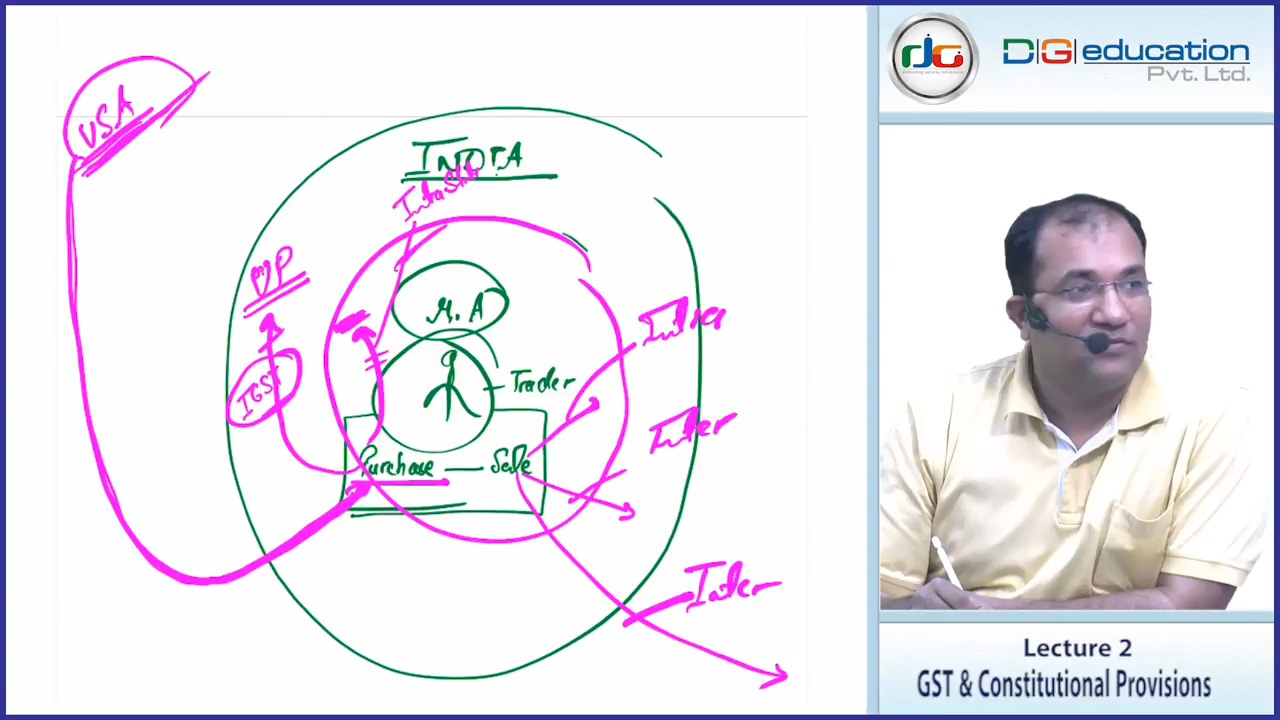 DG education
Pvt. Ltd.
USA
INDIA
IntraState
UP
M.A
IGST
Trader
Intra
Inter
Purchase — Sale
Inter
Lecture 2
GST & Constitutional Provisions